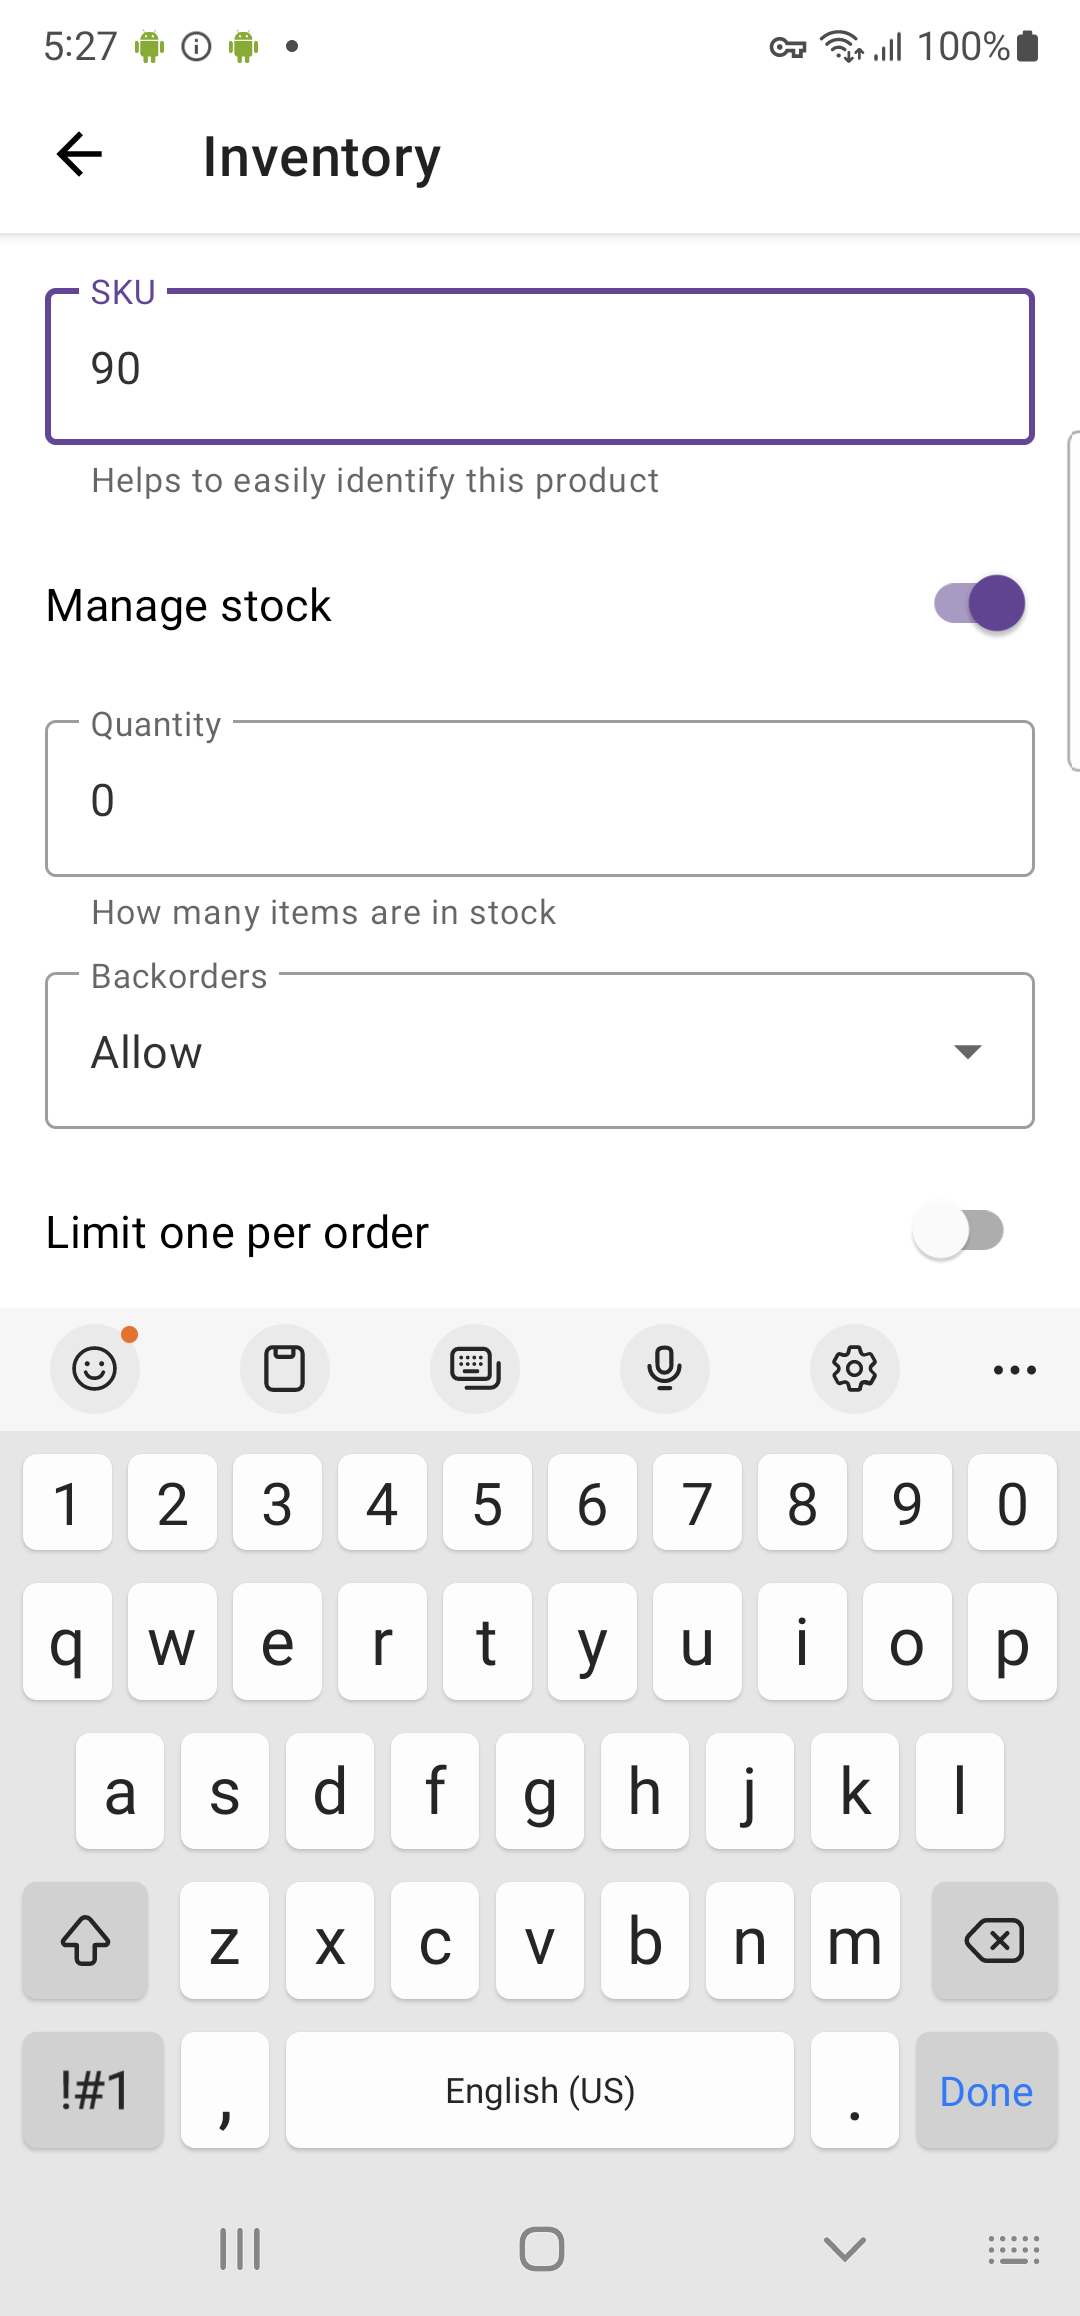 5:27 100%
Inventory
SKU
90
Helps to easily identify this product
Manage stock
Quantity
0
How many items are in stock
Backorders
Allow
Limit one per order
1 2 3 4 5 6 7 8 9 0
q w e r t y u i o p
a s d f g h j k l
z x c v b n m
!#1 , English (US) . Done